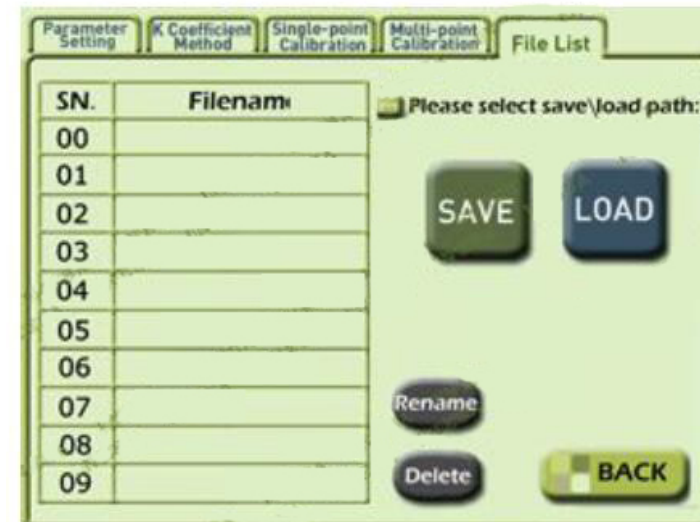 Parameter
Setting
K Coefficient
Method
Single-point
Calibration
Multi-point
Calibration
File List
SN.
Filename
Please select save\load path:
00
01
02
03
04
05
06
07
08
09
SAVE
LOAD
Rename
Delete
BACK